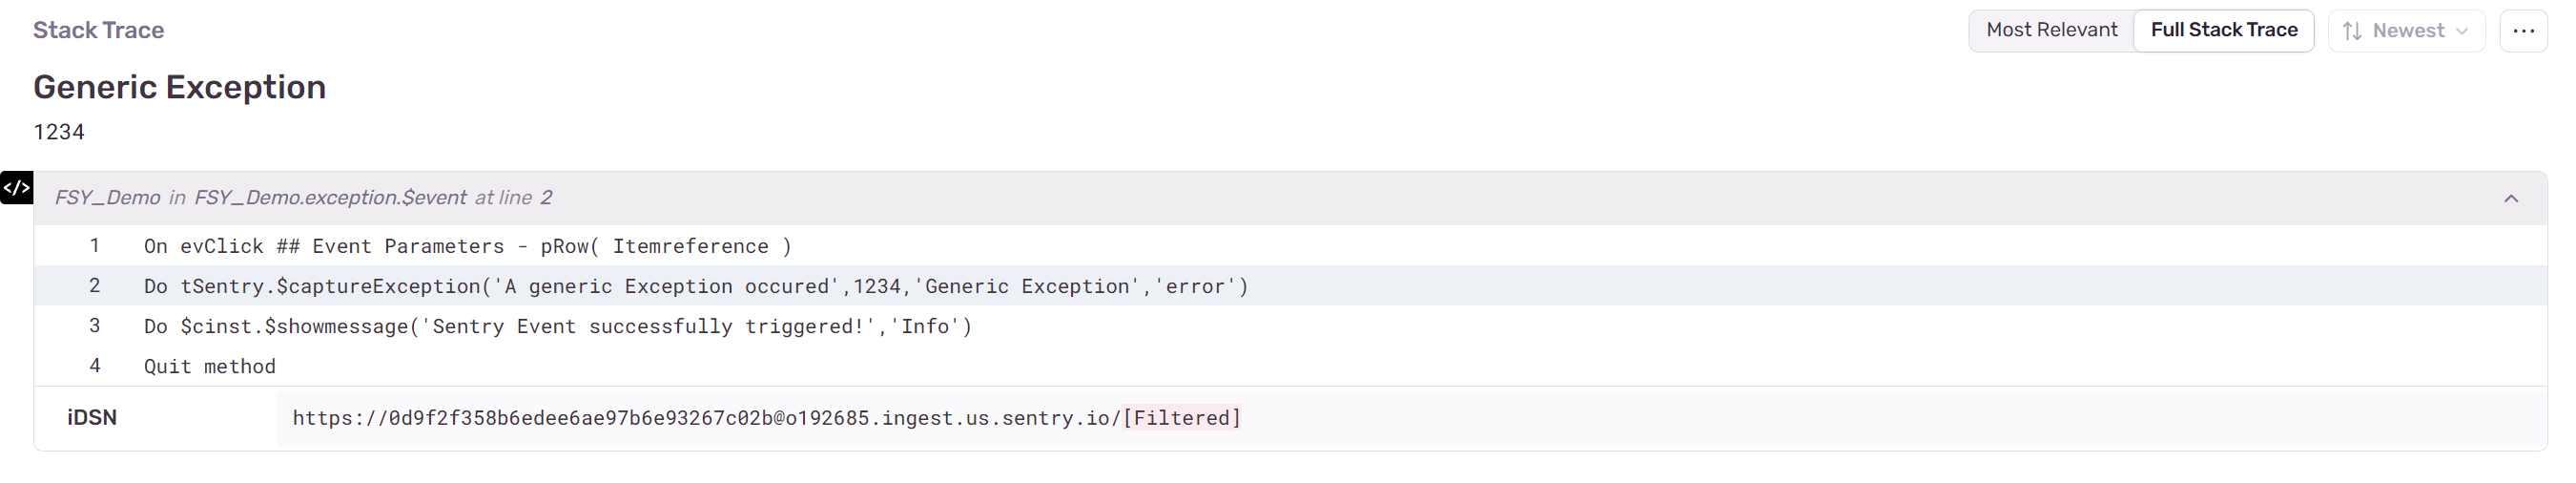 Stack Trace
Most Relevant Full Stack Trace Newest ...
Generic Exception
1234
</>
FSY_Demo in FSY_Demo.exception.$event at line 2
1 On evClick ## Event Parameters - pRow( Itemreference )
2 Do tSentry.$captureException('A generic Exception occured',1234,'Generic Exception','error')
3 Do $cinst.$showmessage('Sentry Event successfully triggered!','Info')
4 Quit method
iDSN https://0d9f2f358b6edee6ae97b6e93267c02b@o192685.ingest.us.sentry.io/[Filtered]